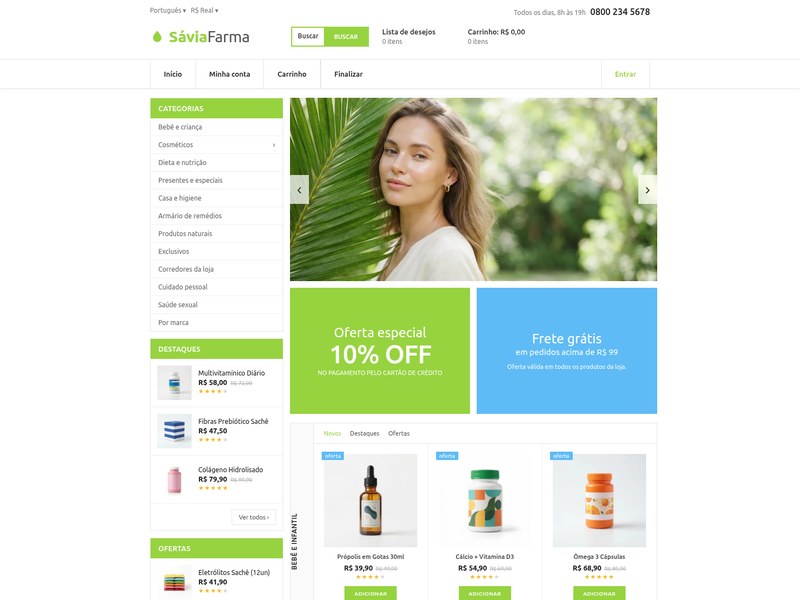 Português ▾ R$ Real ▾
Todos os dias, 8h às 19h 0800 234 5678
SáviaFarma
Buscar
BUSCAR
Lista de desejos
0 itens
Carrinho: R$ 0,00
0 itens
Início
Minha conta
Carrinho
Finalizar
Entrar
CATEGORIAS
Bebê e criança
Cosméticos ›
Dieta e nutrição
Presentes e especiais
Casa e higiene
Armário de remédios
Produtos naturais
Exclusivos
Corredores da loja
Cuidado pessoal
Saúde sexual
Por marca
DESTAQUES
Multivitamínico Diário
R$ 58,00 R$ 72,00
Fibras Prebiótico Sachê
R$ 47,50
Colágeno Hidrolisado
R$ 79,90
Ver todos ›
OFERTAS
Eletrólitos Sachê (12un)
R$ 41,90
Oferta especial
10% OFF
NO PAGAMENTO PELO CARTÃO DE CRÉDITO
Frete grátis
em pedidos acima de R$ 99
Oferta válida em todos os produtos da loja.
BEBÊ E INFANTIL
Novos Destaques Ofertas
oferta
Própolis em Gotas 30ml
R$ 39,90 R$ 49,90
ADICIONAR
oferta
Cálcio + Vitamina D3
R$ 54,90 R$ 69,90
ADICIONAR
oferta
Ômega 3 Cápsulas
R$ 68,90
ADICIONAR